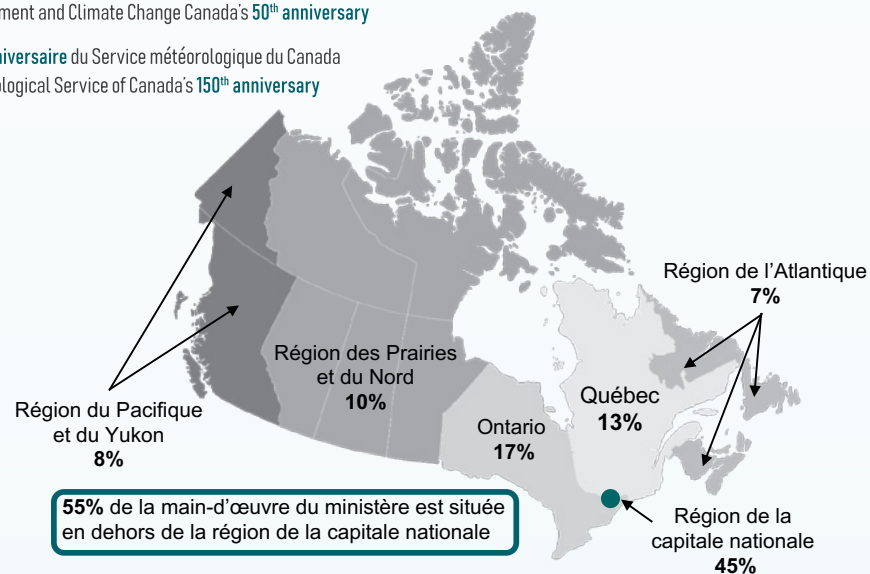 ment and Climate Change Canada's 50th anniversary
niversaire du Service météorologique du Canada
ological Service of Canada's 150th anniversary
Région de l'Atlantique
7%
Région des Prairies
et du Nord
10%
Québec
13%
Région du Pacifique
et du Yukon
8%
Ontario
17%
55% de la main-d'œuvre du ministère est située
en dehors de la région de la capitale nationale
Région de la
capitale nationale
45%